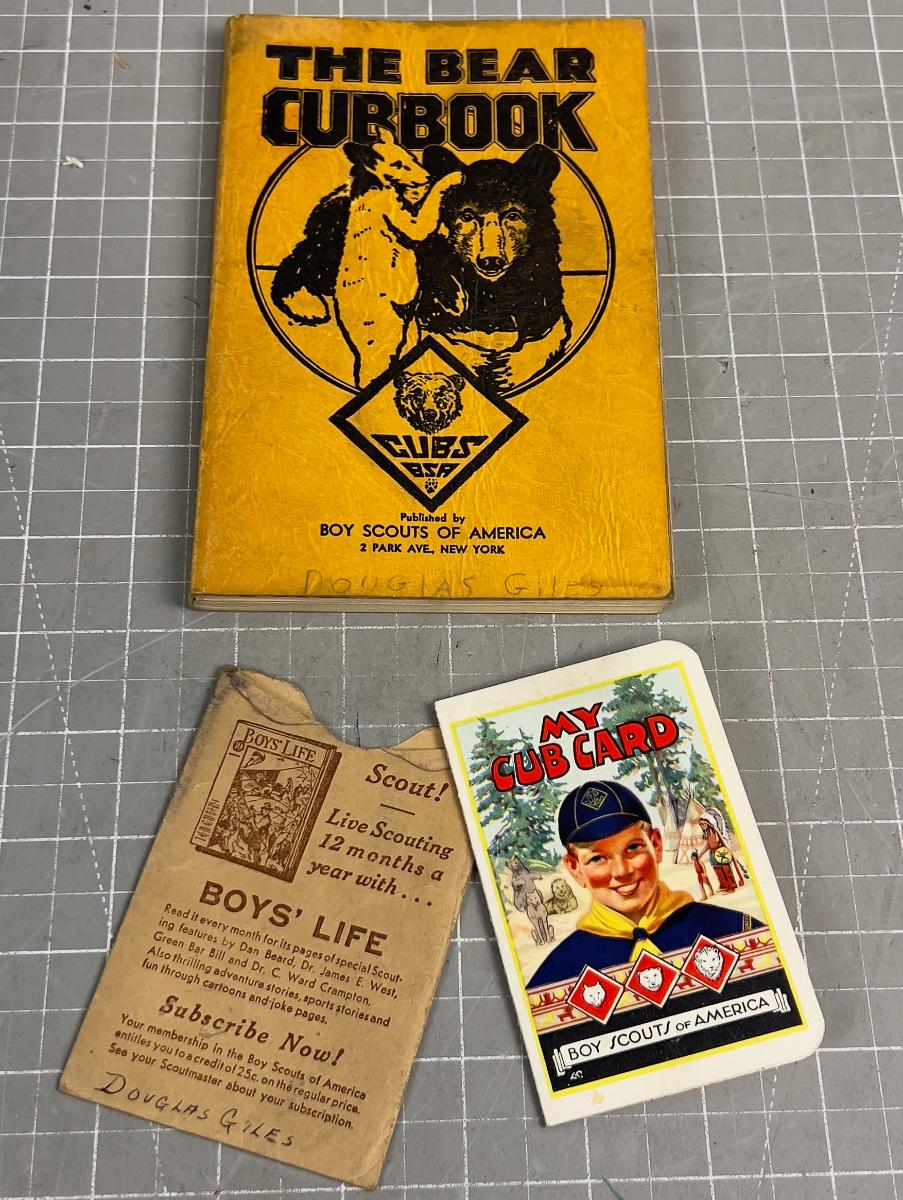 THE BEAR
CUBBOOK
CUBS
BSA
Published by
BOY SCOUTS OF AMERICA
2 PARK AVE., NEW YORK
DOUGLAS GILES
BOYS' LIFE
Scout!
Live Scouting
12 months a
year with...
BOYS' LIFE
Read it every month for its pages of special Scout-
ing features by Dan Beard, Dr. James E. West,
Green Bar Bill and Dr. C. Ward Crampton.
Also thrilling adventure stories, sports stories and
fun through cartoons and joke pages.
Subscribe Now!
Your membership in the Boy Scouts of America
entitles you to a credit of 25c. on the regular price.
See your Scoutmaster about your subscription.
DOUGLAS GILES
MY
CUB CARD
BOY SCOUTS OF AMERICA